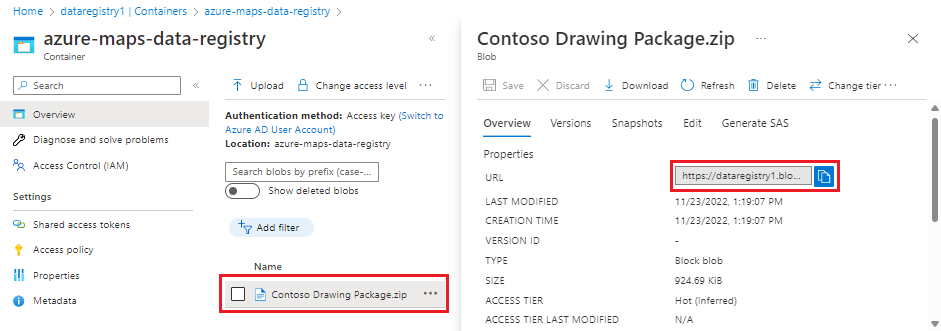 Home > dataregistry1 | Containers > azure-maps-data-registry >
azure-maps-data-registry
Container
Search
Overview
Diagnose and solve problems
Access Control (IAM)
Settings
Shared access tokens
Access policy
Properties
Metadata
Upload
Change access level
Authentication method: Access key (Switch to
Azure AD User Account)
Location: azure-maps-data-registry
Search blobs by prefix (case-...
Show deleted blobs
Add filter
Name
Contoso Drawing Package.zip
Contoso Drawing Package.zip
Blob
Save
Discard
Download
Refresh
Delete
Change tier
Overview
Versions
Snapshots
Edit
Generate SAS
Properties
URL
https://dataregistry1.blo...
LAST MODIFIED
11/23/2022, 1:19:07 PM
CREATION TIME
11/23/2022, 1:19:07 PM
VERSION ID
-
TYPE
Block blob
SIZE
924.69 KiB
ACCESS TIER
Hot (Inferred)
ACCESS TIER LAST MODIFIED
N/A